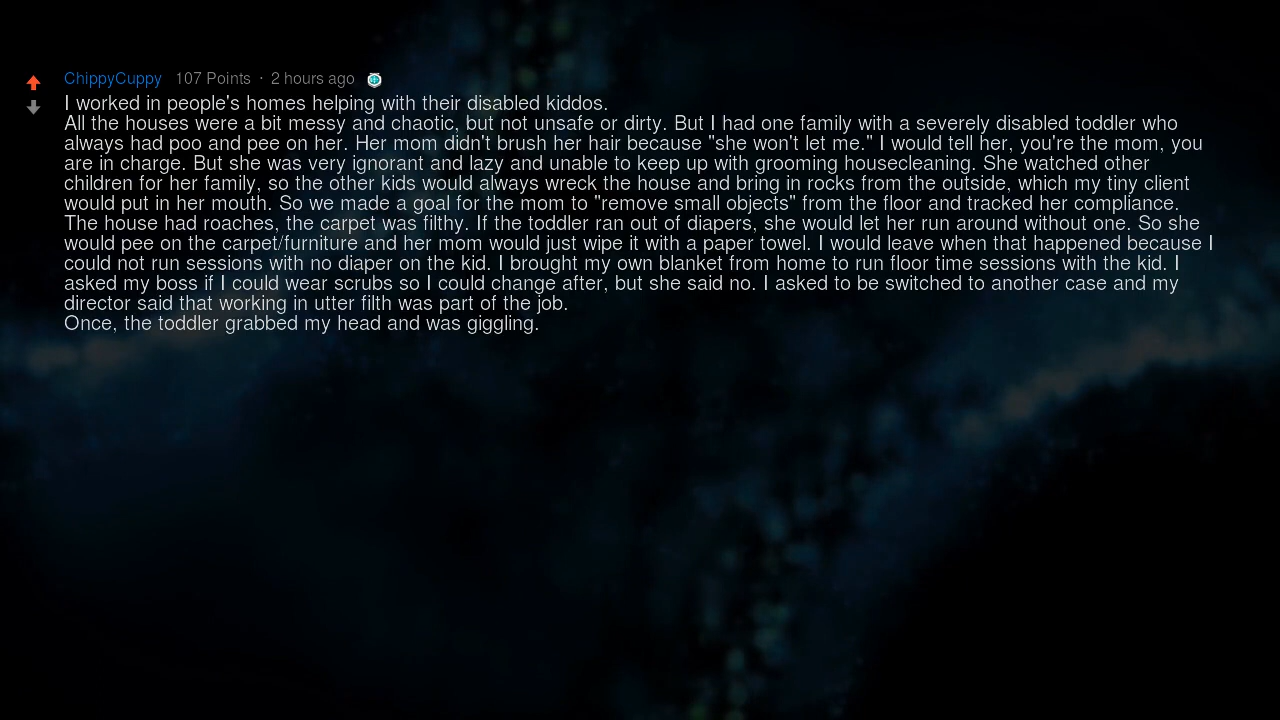 ChippyCuppy 107 Points · 2 hours ago
I worked in people's homes helping with their disabled kiddos.
All the houses were a bit messy and chaotic, but not unsafe or dirty. But I had one family with a severely disabled toddler who
always had poo and pee on her. Her mom didn't brush her hair because "she won't let me." I would tell her, you're the mom, you
are in charge. But she was very ignorant and lazy and unable to keep up with grooming housecleaning. She watched other
children for her family, so the other kids would always wreck the house and bring in rocks from the outside, which my tiny client
would put in her mouth. So we made a goal for the mom to "remove small objects" from the floor and tracked her compliance.
The house had roaches, the carpet was filthy. If the toddler ran out of diapers, she would let her run around without one. So she
would pee on the carpet/furniture and her mom would just wipe it with a paper towel. I would leave when that happened because I
could not run sessions with no diaper on the kid. I brought my own blanket from home to run floor time sessions with the kid. I
asked my boss if I could wear scrubs so I could change after, but she said no. I asked to be switched to another case and my
director said that working in utter filth was part of the job.
Once, the toddler grabbed my head and was giggling.